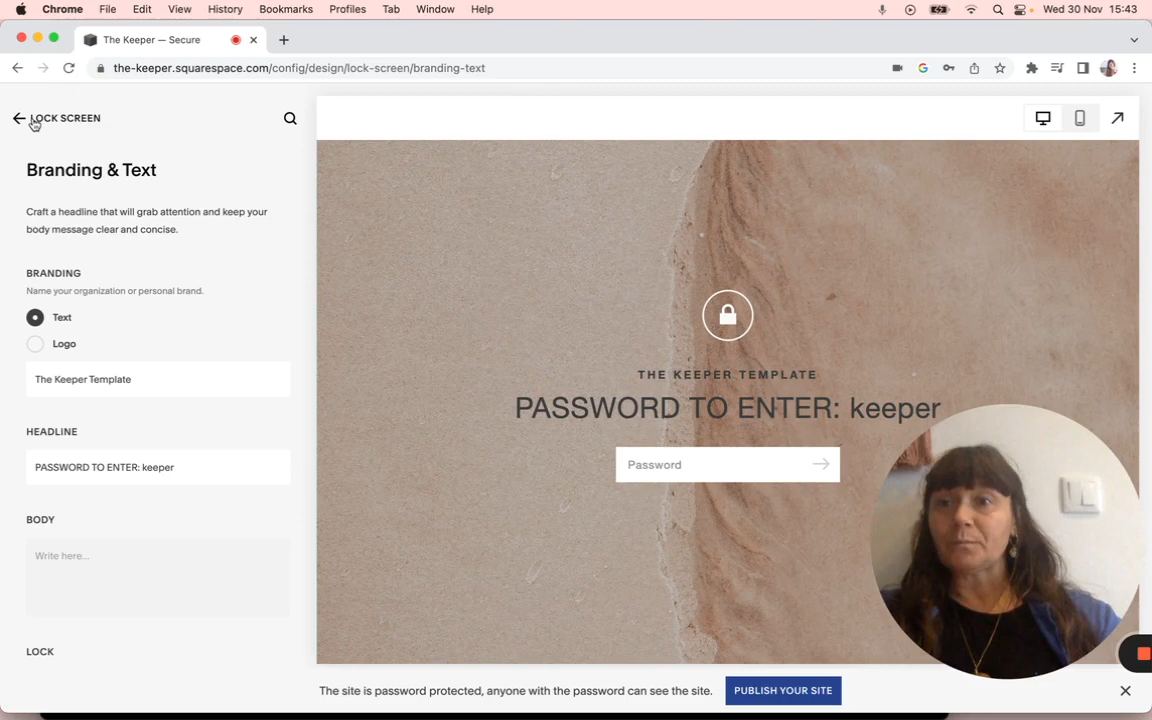 Chrome File Edit View History Bookmarks Profiles Tab Window Help Wed 30 Nov 15:43
The Keeper — Secure
the-keeper.squarespace.com/config/design/lock-screen/branding-text
LOCK SCREEN
Branding & Text
Craft a headline that will grab attention and keep your
body message clear and concise.
BRANDING
Name your organization or personal brand.
Text
Logo
The Keeper Template
HEADLINE
PASSWORD TO ENTER: keeper
BODY
Write here...
LOCK
THE KEEPER TEMPLATE
PASSWORD TO ENTER: keeper
Password
The site is password protected, anyone with the password can see the site.
PUBLISH YOUR SITE